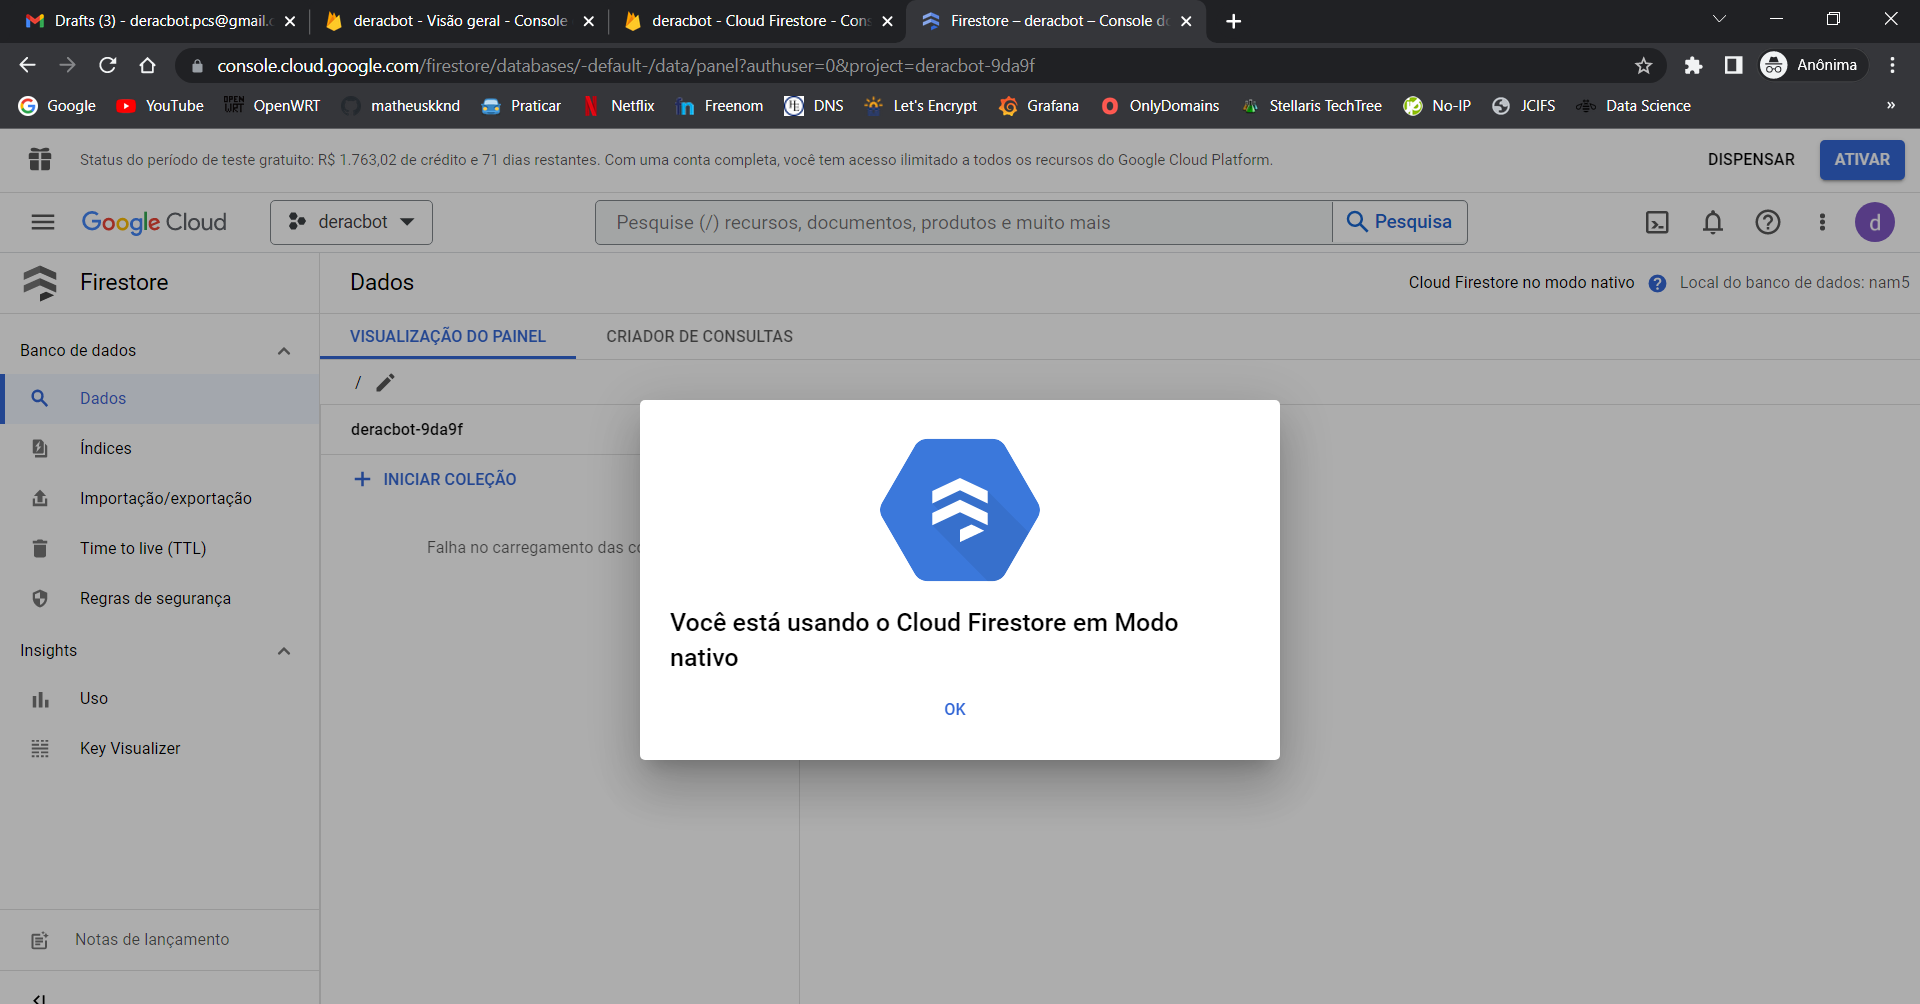 Drafts (3) - deracbot.pcs@gmail.c
deracbot - Visão geral - Console
deracbot - Cloud Firestore - Cons
Firestore – deracbot – Console do
console.cloud.google.com/firestore/databases/-default-/data/panel?authuser=0&project=deracbot-9da9f
Anônima
Google YouTube OpenWRT matheuskknd Praticar Netflix Freenom DNS Let's Encrypt Grafana OnlyDomains Stellaris TechTree No-IP JCIFS Data Science »
Status do período de teste gratuito: R$ 1.763,02 de crédito e 71 dias restantes. Com uma conta completa, você tem acesso ilimitado a todos os recursos do Google Cloud Platform.
DISPENSAR
ATIVAR
Google Cloud
deracbot
Pesquise (/) recursos, documentos, produtos e muito mais
Pesquisa
d
Firestore
Dados
Cloud Firestore no modo nativo
Local do banco de dados: nam5
Banco de dados
Dados
Índices
Importação/exportação
Time to live (TTL)
Regras de segurança
Insights
Uso
Key Visualizer
Notas de lançamento
VISUALIZAÇÃO DO PAINEL
CRIADOR DE CONSULTAS
/
deracbot-9da9f
INICIAR COLEÇÃO
Falha no carregamento das co
Você está usando o Cloud Firestore em Modo
nativo
OK